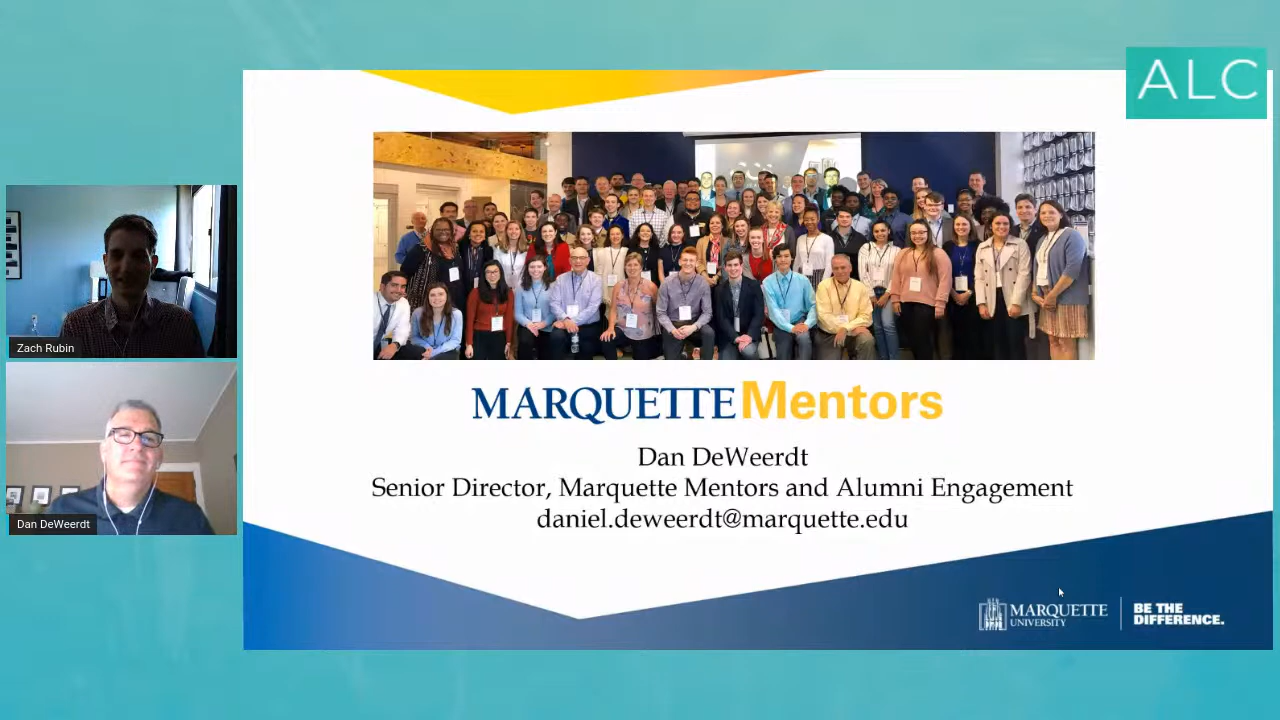 ALC
Zach Rubin
Dan DeWeerdt
MARQUETTE Mentors
Dan DeWeerdt
Senior Director, Marquette Mentors and Alumni Engagement
daniel.deweerdt@marquette.edu
MARQUETTE
UNIVERSITY
BE THE
DIFFERENCE.